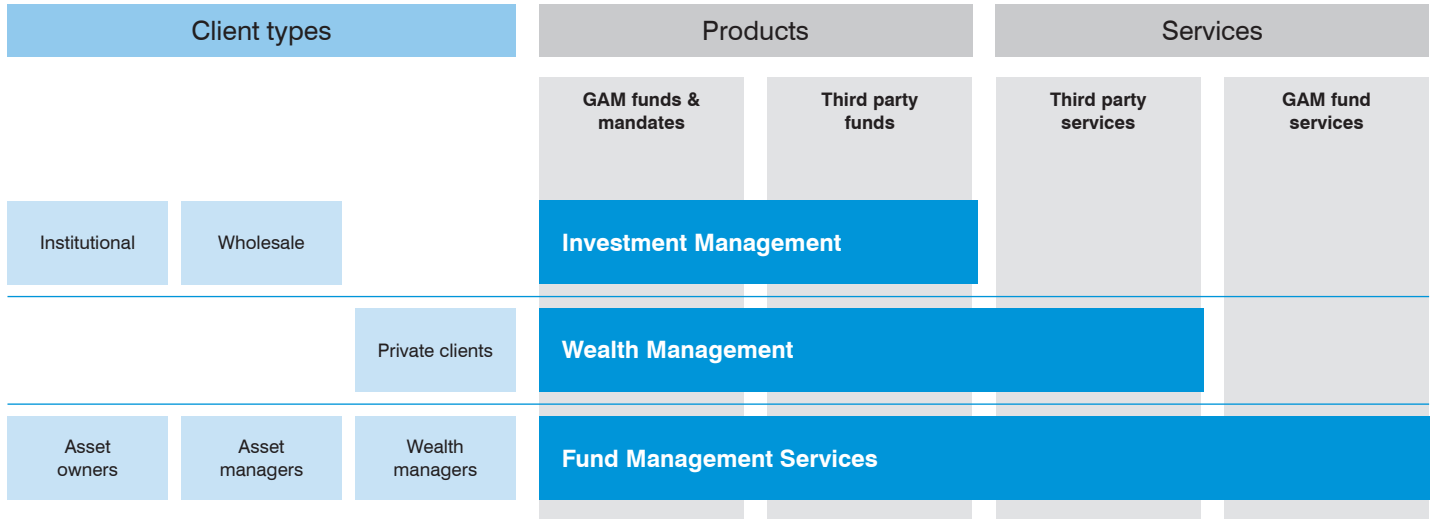 Client types
Products
Services
GAM funds &
mandates
Third party
funds
Third party
services
GAM fund
services
Institutional
Wholesale
Investment Management
Private clients
Wealth Management
Asset
owners
Asset
managers
Wealth
managers
Fund Management Services